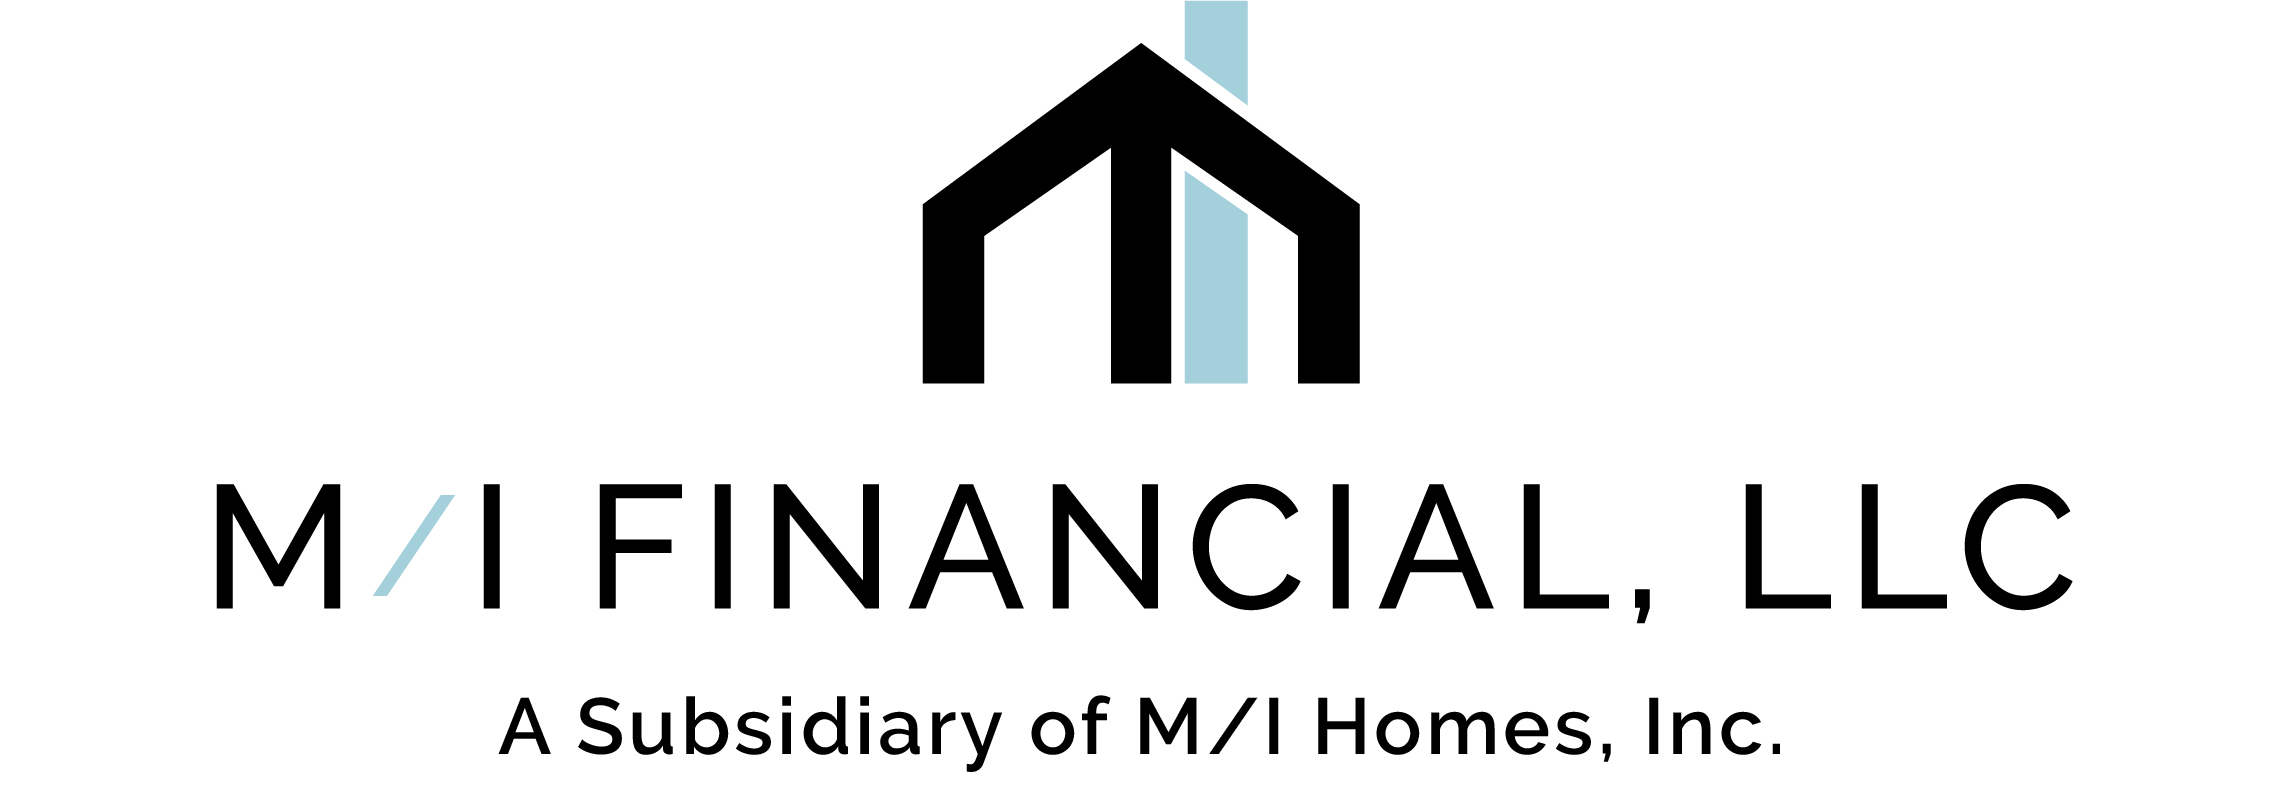 M/I FINANCIAL, LLC
A Subsidiary of M/I Homes, Inc.